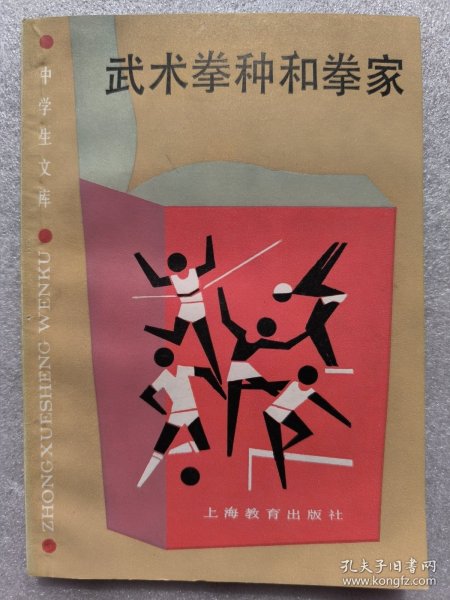 武术拳种和拳家
中学生文库
ZHONGXUESHENG WENKU
上海教育出版社
孔夫子旧书网
www.kongfz.com